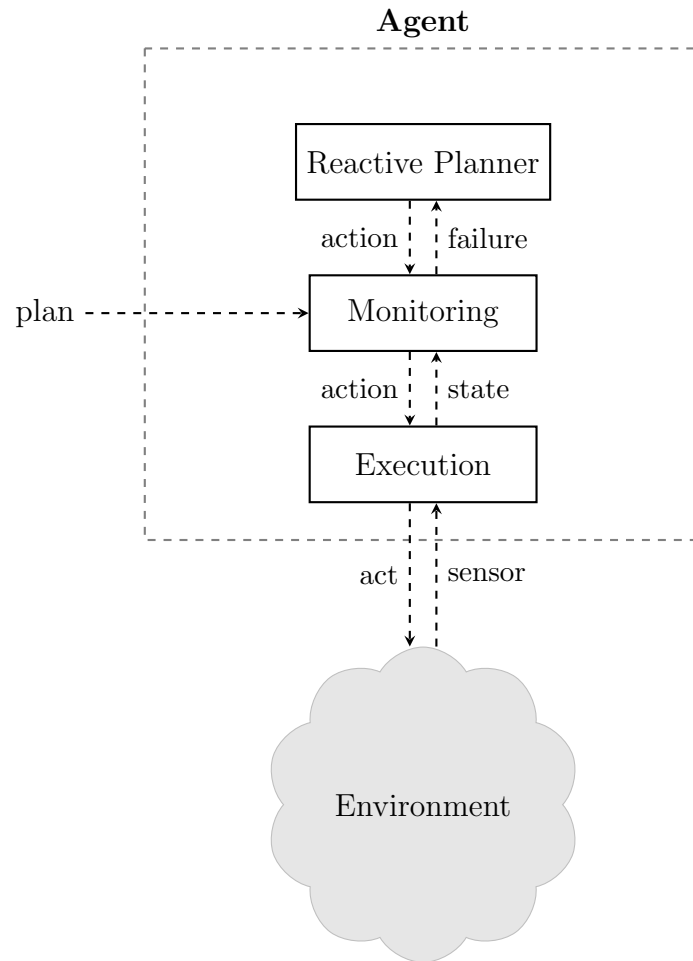 Agent
Reactive Planner
action
failure
plan
Monitoring
action
state
Execution
act
sensor
Environment